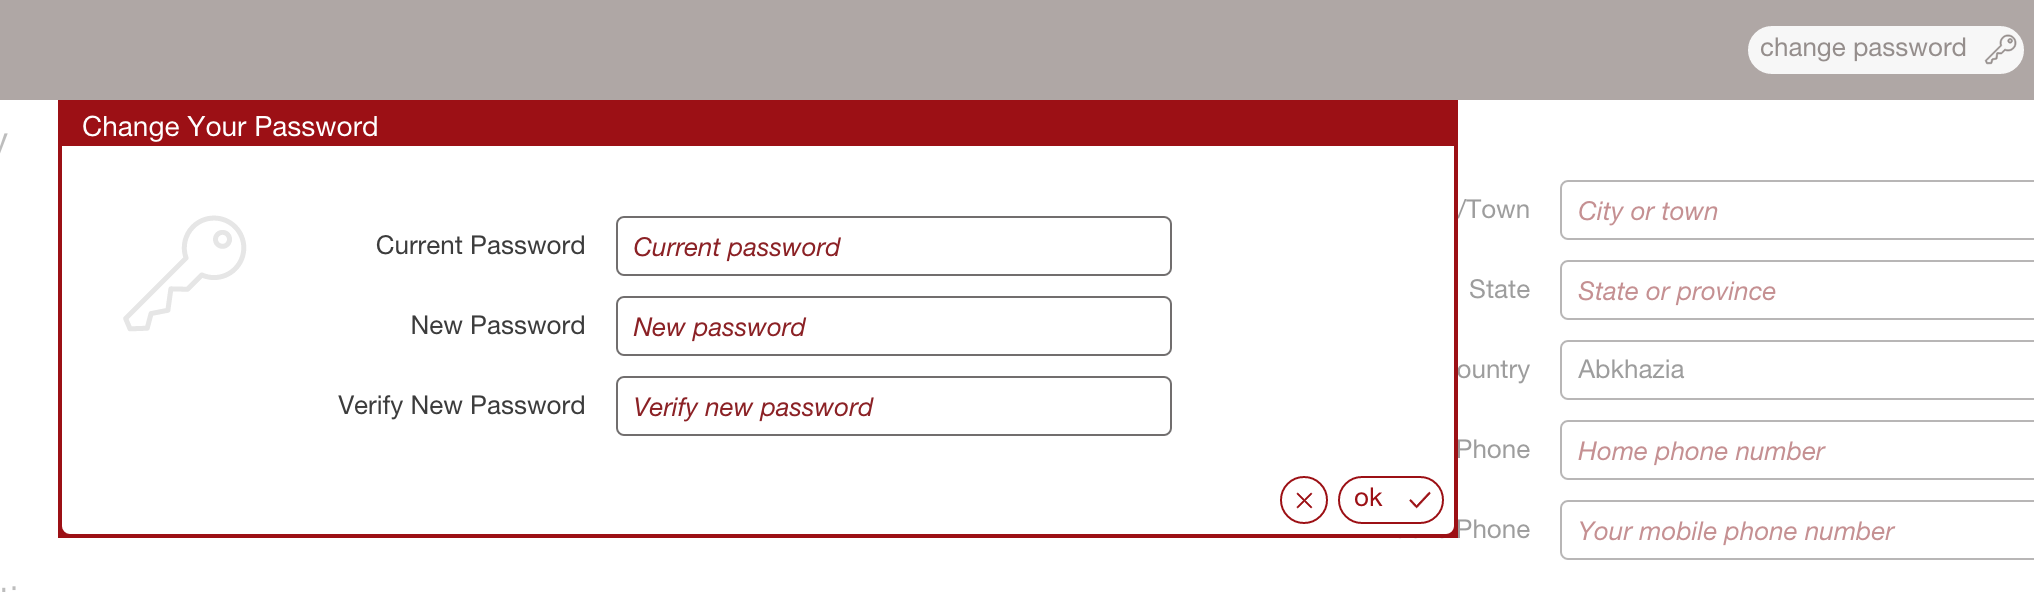 change password
Change Your Password
Current Password
Current password
New Password
New password
Verify New Password
Verify new password
ok
/Town
City or town
State
State or province
ountry
Abkhazia
Phone
Home phone number
Phone
Your mobile phone number